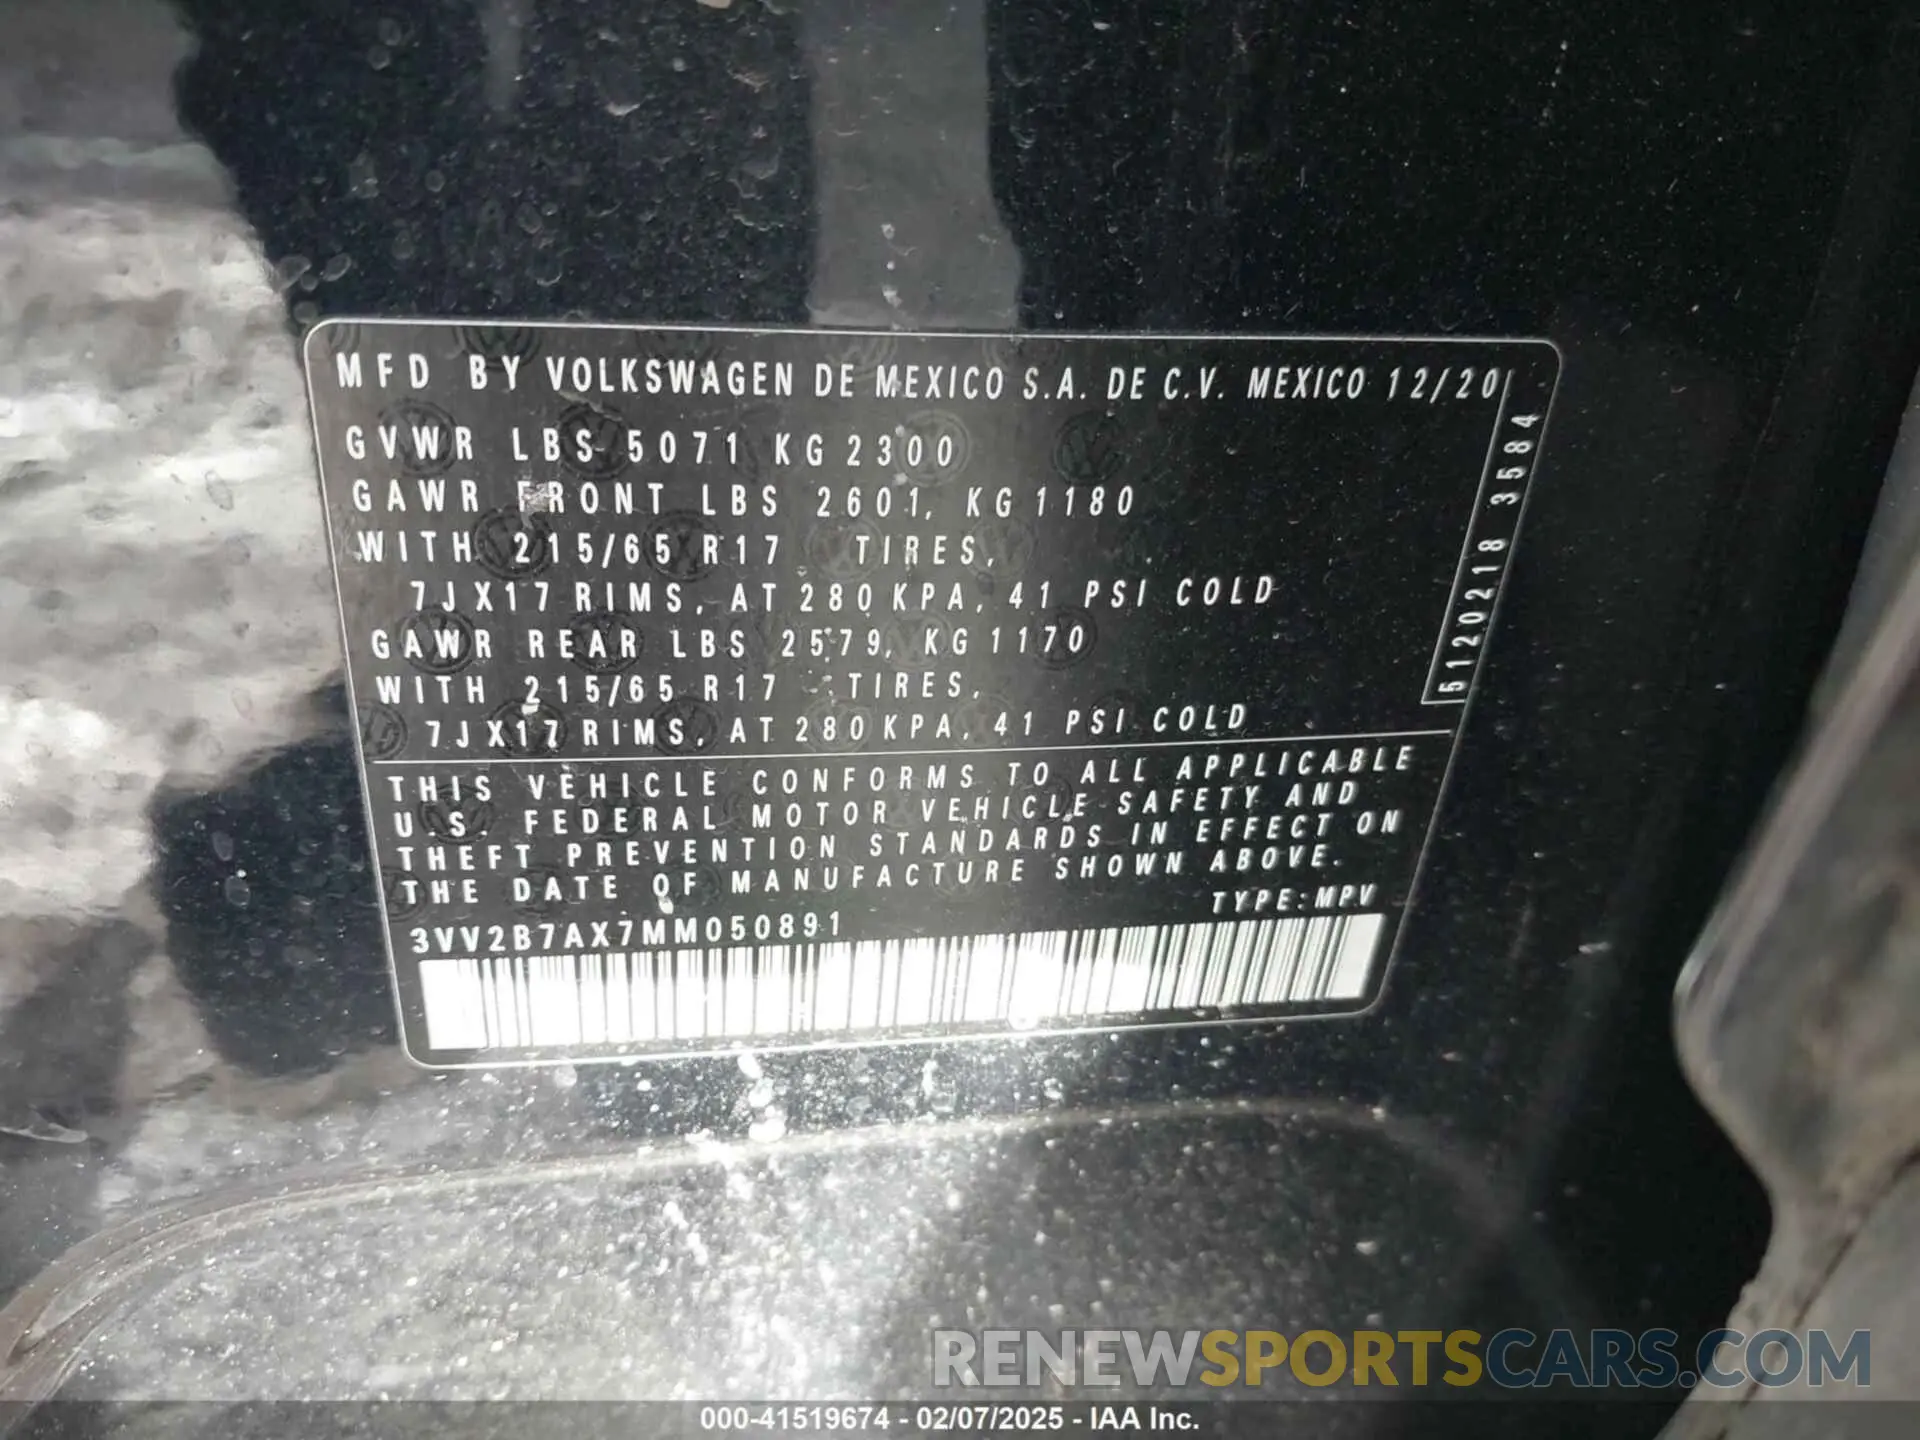 MFD BY VOLKSWAGEN DE MEXICO S.A. DE C.V. MEXICO 12/20
GVWR LBS 5071 KG 2300
GAWR FRONT LBS 2601, KG 1180
WITH 215/65 R17 TIRES,
7JX17 RIMS, AT 280 KPA, 41 PSI COLD
GAWR REAR LBS 2579, KG 1170
WITH 215/65 R17 TIRES,
7JX17 RIMS, AT 280 KPA, 41 PSI COLD
5120218 3584
THIS VEHICLE CONFORMS TO ALL APPLICABLE
U.S. FEDERAL MOTOR VEHICLE SAFETY AND
THEFT PREVENTION STANDARDS IN EFFECT ON
THE DATE OF MANUFACTURE SHOWN ABOVE.
TYPE:MPV
3VV2B7AX7MM050891
RENEWSPORTSCARS.COM
000-41519674 - 02/07/2025 - IAA Inc.